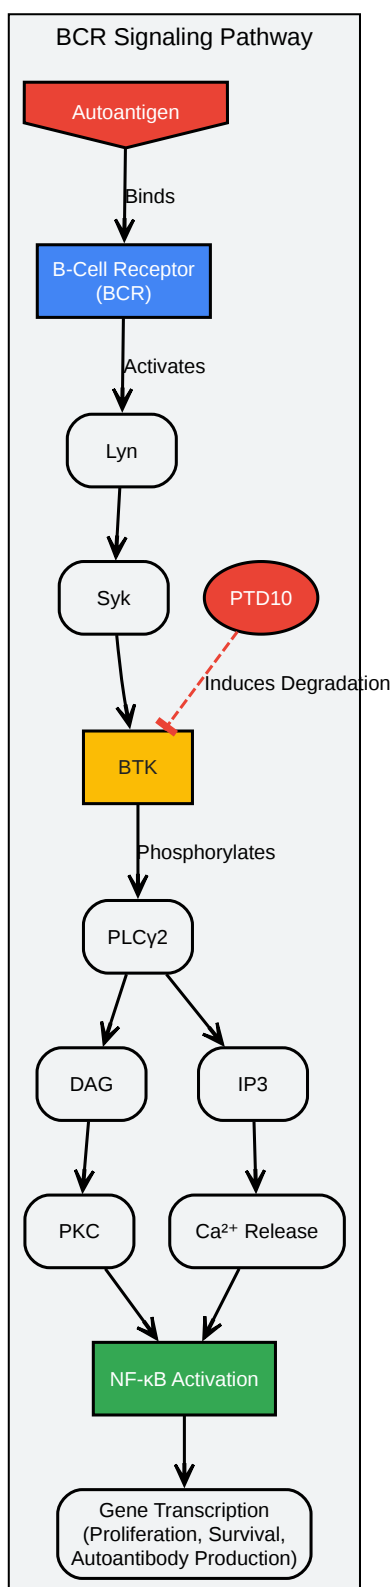 BCR Signaling Pathway
Autoantigen
Binds
B-Cell Receptor
(BCR)
Activates
Lyn
Syk
PTD10
Induces Degradation
BTK
Phosphorylates
PLCγ2
DAG
IP3
PKC
Ca²⁺ Release
NF-κB Activation
Gene Transcription
(Proliferation, Survival,
Autoantibody Production)